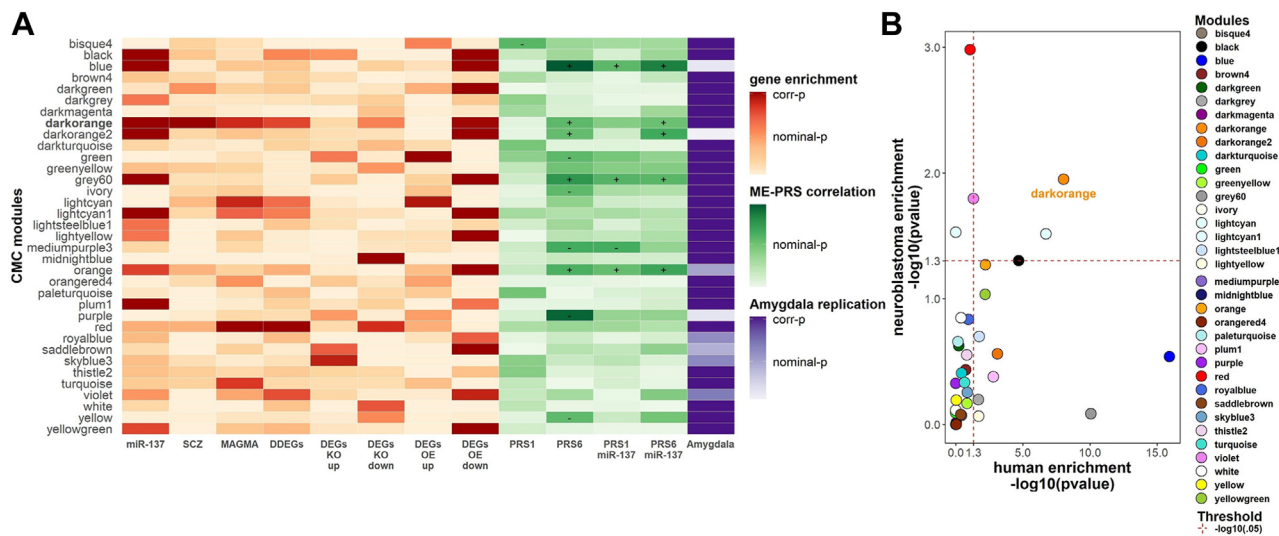 A
CMC modules
bisque4
black
blue
brown4
darkgreen
darkgrey
darkmagenta
darkorange
darkorange2
darkturquoise
green
greenyellow
grey60
ivory
lightcyan
lightcyan1
lightsteelblue1
lightyellow
mediumpurple3
midnightblue
orange
orangered4
paleturquoise
plum1
purple
red
royalblue
saddlebrown
skyblue3
thistle2
turquoise
violet
white
yellow
yellowgreen
-
+ + +
+ +
+ +
-
+ + +
-
- -
+ + +
-
-
miR-137
SCZ
MAGMA
DDEGs
DEGs
KO
up
DEGs
KO
down
DEGs
OE
up
DEGs
OE
down
PRS1
PRS6
PRS1
miR-137
PRS6
miR-137
Amygdala
gene enrichment
corr-p
nominal-p
ME-PRS correlation
nominal-p
Amygdala replication
corr-p
nominal-p
B
neuroblastoma enrichment
-log10(pvalue)
3.0
2.0
1.3
1.0
0.0
darkorange
0.0 1.3 5.0 10.0 15.0
human enrichment
-log10(pvalue)
Modules
bisque4
black
blue
brown4
darkgreen
darkgrey
darkmagenta
darkorange
darkorange2
darkturquoise
green
greenyellow
grey60
ivory
lightcyan
lightcyan1
lightsteelblue1
lightyellow
mediumpurple
midnightblue
orange
orangered4
paleturquoise
plum1
purple
red
royalblue
saddlebrown
skyblue3
thistle2
turquoise
violet
white
yellow
yellowgreen
Threshold
-log10(.05)